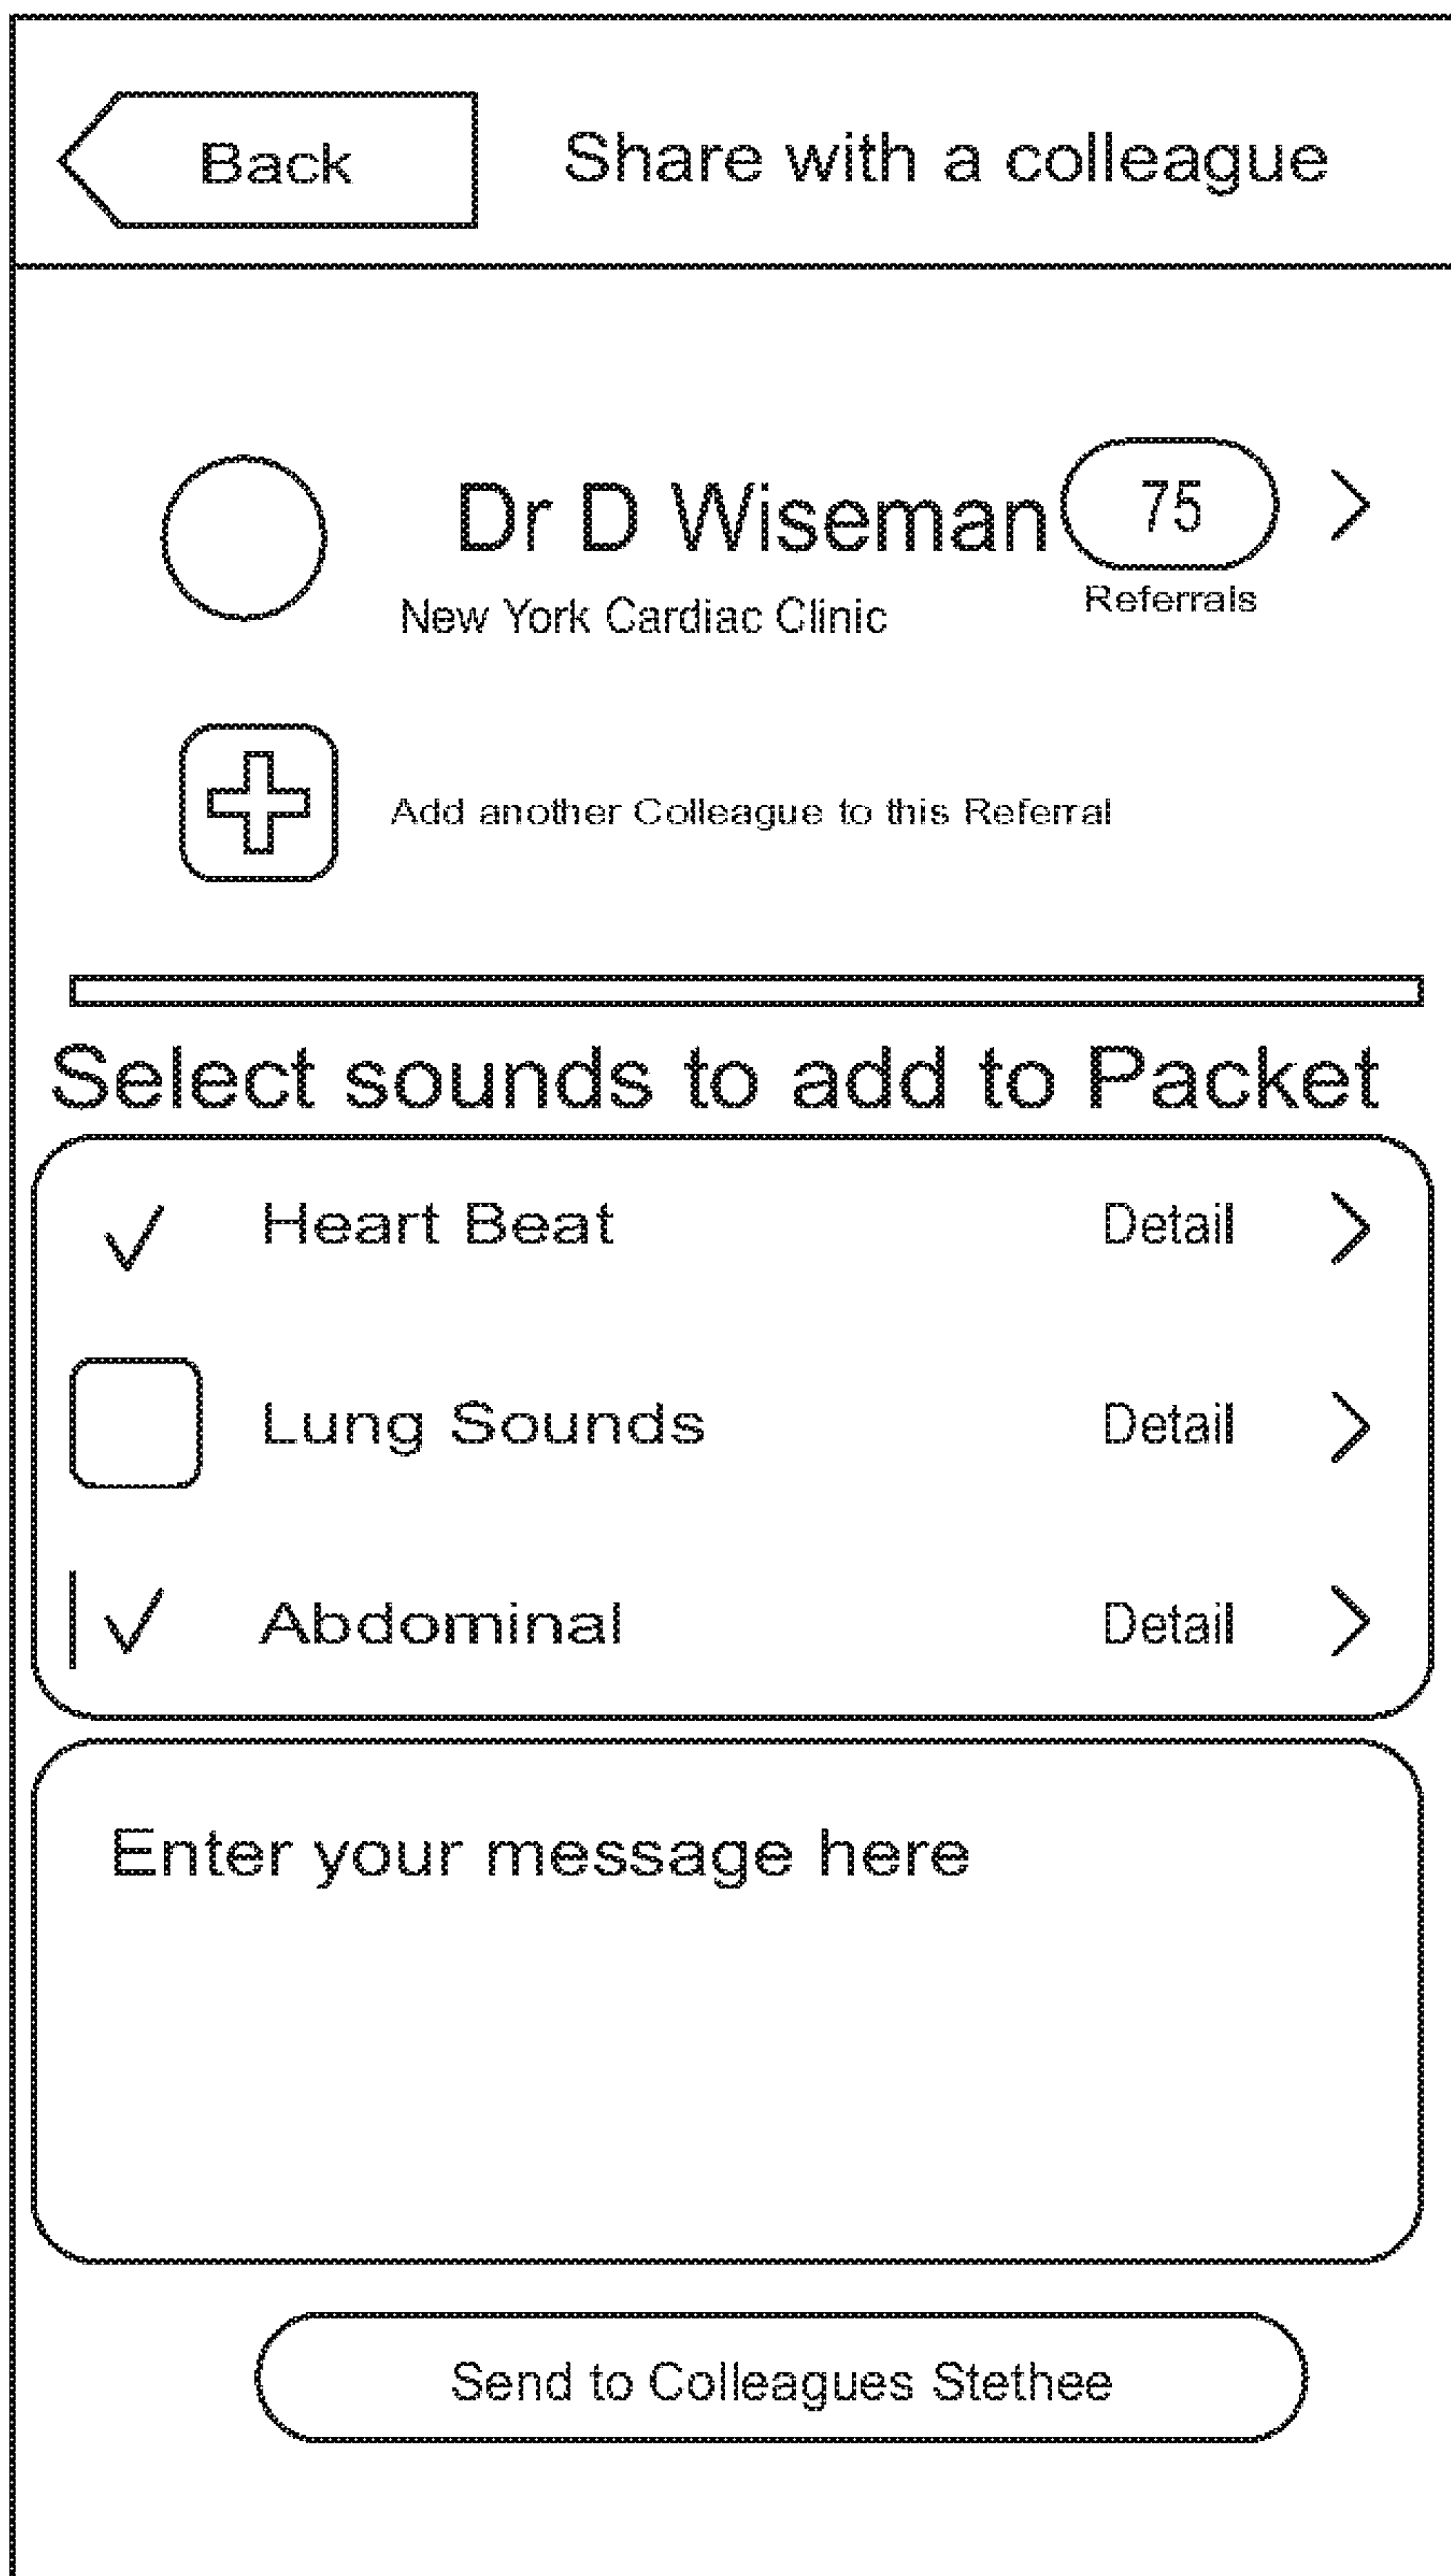 Back
Share with a colleague
Dr D Wiseman
75
Referrals
New York Cardiac Clinic
Add another Colleague to this Referral
Select sounds to add to Packet
Heart Beat Detail
Lung Sounds Detail
Abdominal Detail
Enter your message here
Send to Colleagues Stethee